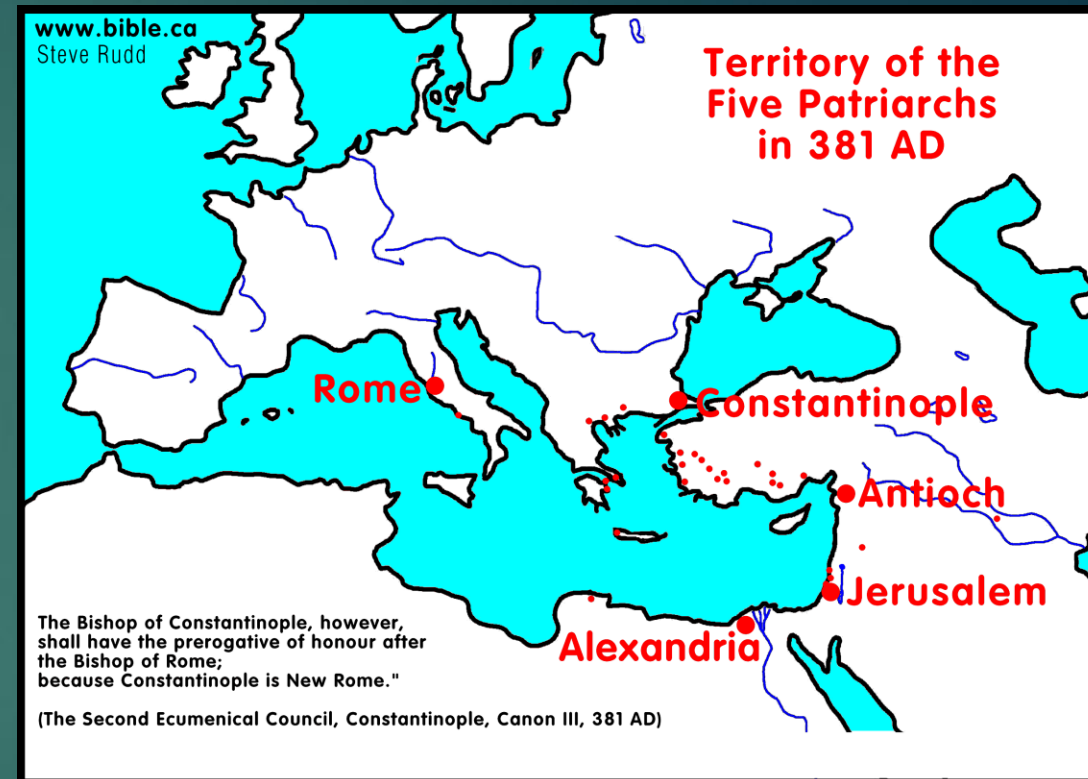 www.bible.ca
Steve Rudd
Territory of the
Five Patriarchs
in 381 AD
Rome
Constantinople
Antioch
Jerusalem
Alexandria
The Bishop of Constantinople, however,
shall have the prerogative of honour after
the Bishop of Rome;
because Constantinople is New Rome."
(The Second Ecumenical Council, Constantinople, Canon III, 381 AD)